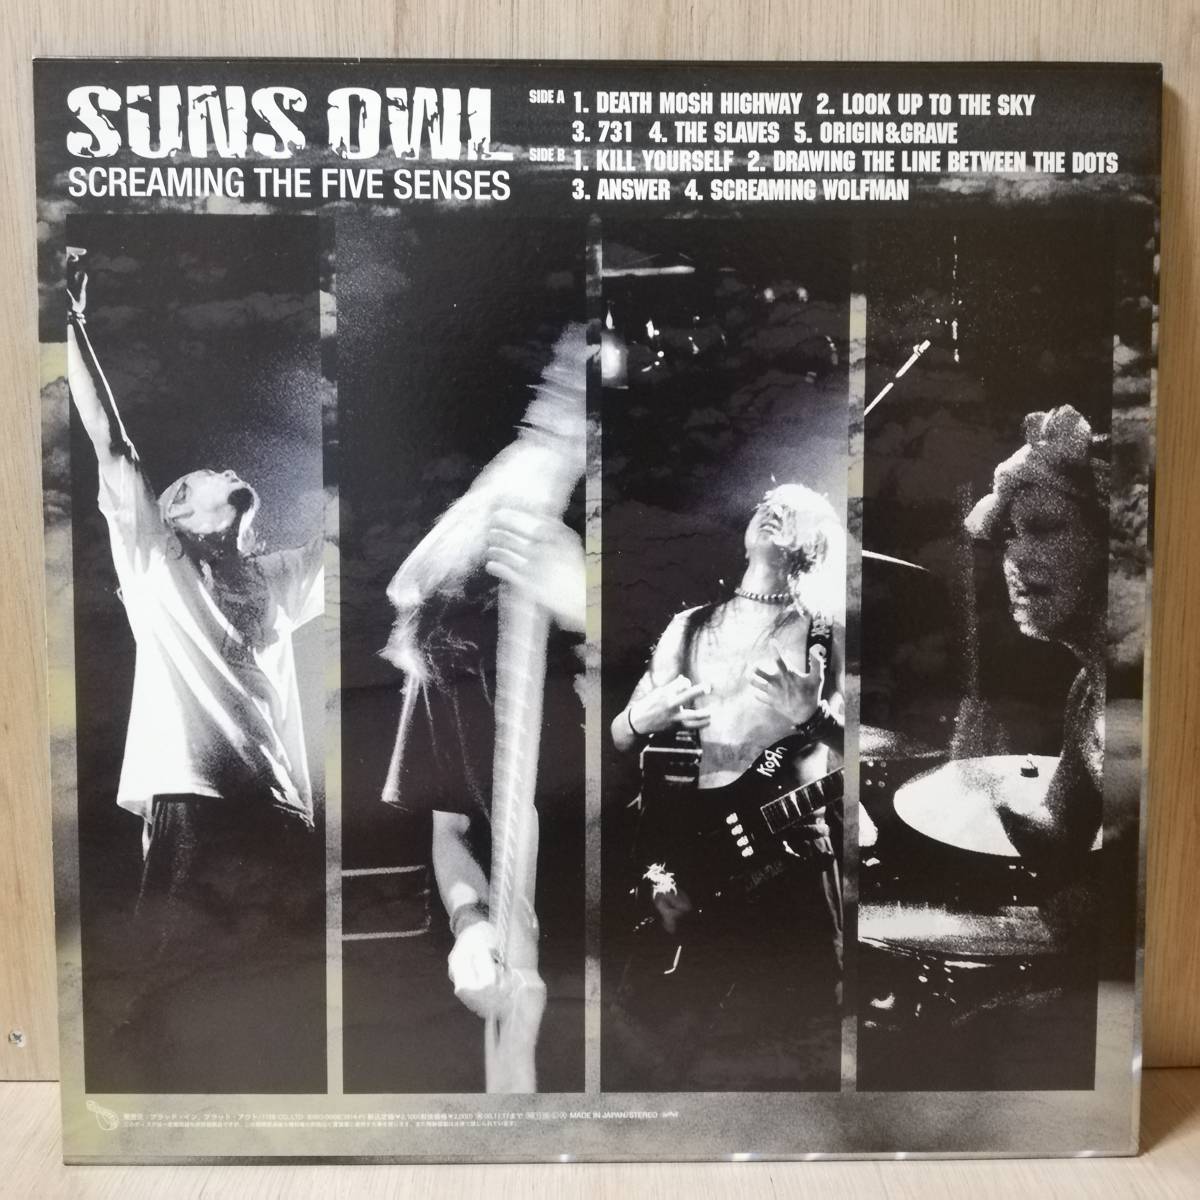 SUNS OWL
SCREAMING THE FIVE SENSES
SIDE A 1. DEATH MOSH HIGHWAY 2. LOOK UP TO THE SKY
3. 731 4. THE SLAVES 5. ORIGIN&GRAVE
SIDE B 1. KILL YOURSELF 2. DRAWING THE LINE BETWEEN THE DOTS
3. ANSWER 4. SCREAMING WOLFMAN
KoЯn
MADE IN JAPAN/STEREO